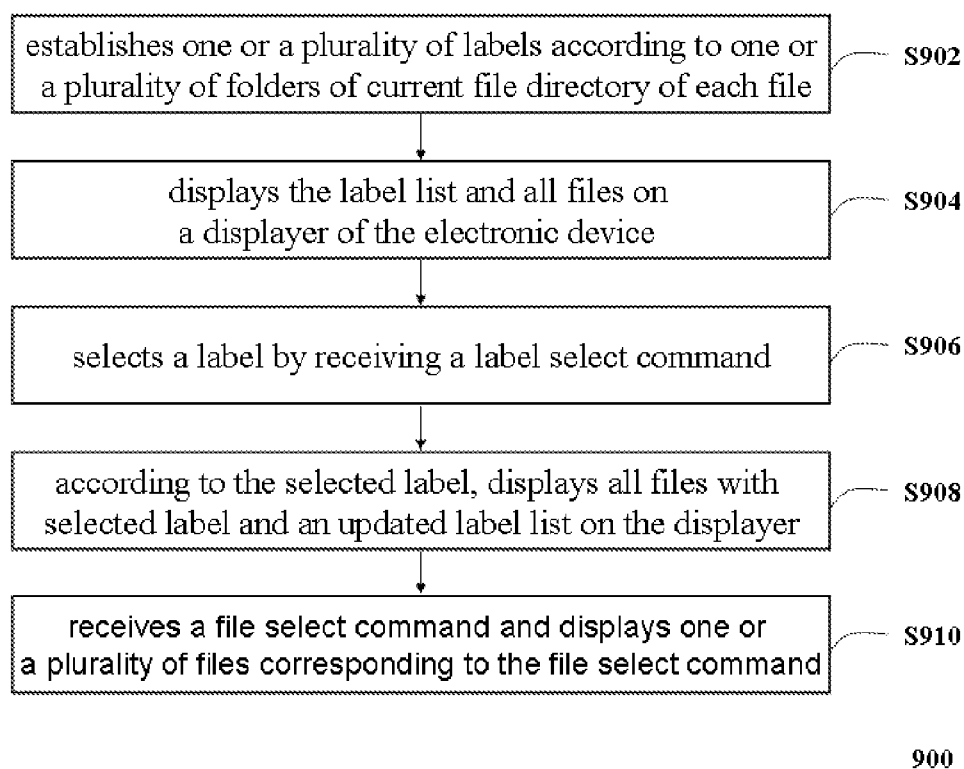 establishes one or a plurality of labels according to one or
a plurality of folders of current file directory of each file
S902
displays the label list and all files on
a displayer of the electronic device
S904
selects a label by receiving a label select command
S906
according to the selected label, displays all files with
selected label and an updated label list on the displayer
S908
receives a file select command and displays one or
a plurality of files corresponding to the file select command
S910
900